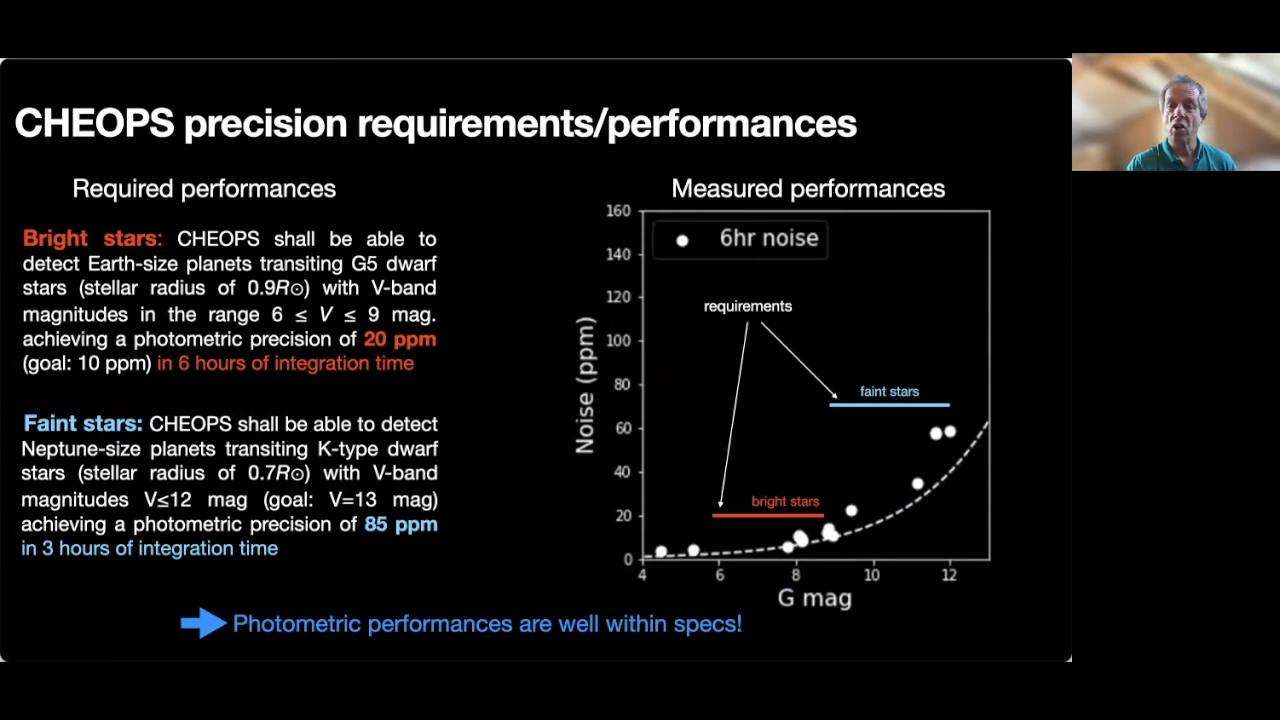 CHEOPS precision requirements/performances
Required performances
Bright stars: CHEOPS shall be able to
detect Earth-size planets transiting G5 dwarf
stars (stellar radius of 0.9R⊙) with V-band
magnitudes in the range 6 ≤ V ≤ 9 mag.
achieving a photometric precision of 20 ppm
(goal: 10 ppm) in 6 hours of integration time
Faint stars: CHEOPS shall be able to detect
Neptune-size planets transiting K-type dwarf
stars (stellar radius of 0.7R⊙) with V-band
magnitudes V≤12 mag (goal: V=13 mag)
achieving a photometric precision of 85 ppm
in 3 hours of integration time
Measured performances
160
140
120
100
80
60
40
20
0
Noise (ppm)
6hr noise
requirements
faint stars
bright stars
4 6 8 10 12
G mag
Photometric performances are well within specs!